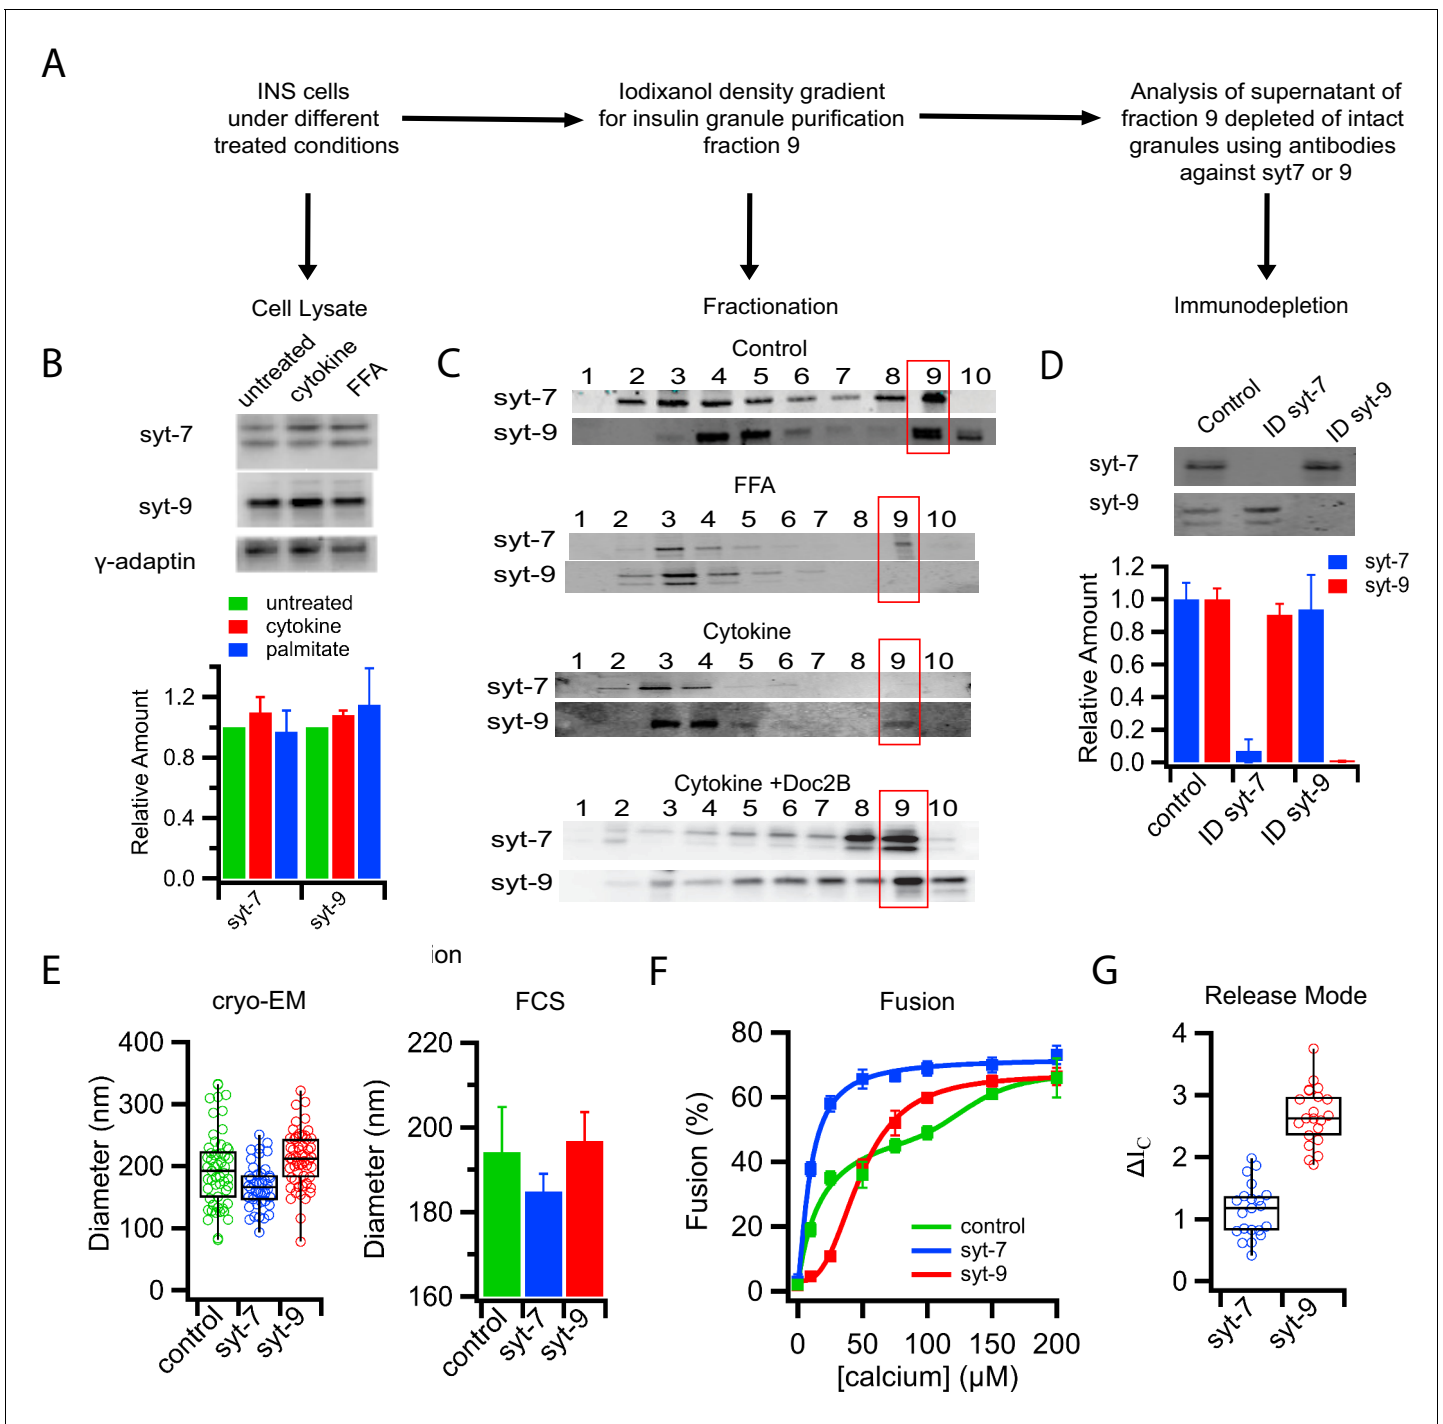 A
INS cells
under different
treated conditions
Iodixanol density gradient
for insulin granule purification
fraction 9
Analysis of supernatant of
fraction 9 depleted of intact
granules using antibodies
against syt7 or 9
Cell Lysate
Fractionation
Immunodepletion
B
untreated
cytokine
FFA
syt-7
syt-9
γ-adaptin
untreated
cytokine
palmitate
Relative Amount
1.2
0.8
0.4
0.0
syt-7
syt-9
C
Control
1 2 3 4 5 6 7 8 9 10
syt-7
syt-9
FFA
1 2 3 4 5 6 7 8 9 10
syt-7
syt-9
Cytokine
1 2 3 4 5 6 7 8 9 10
syt-7
syt-9
Cytokine +Doc2B
1 2 3 4 5 6 7 8 9 10
syt-7
syt-9
D
Control
ID syt-7
ID syt-9
syt-7
syt-9
syt-7
syt-9
Relative Amount
1.2
1.0
0.8
0.6
0.4
0.2
0.0
control
ID syt-7
ID syt-9
E
cryo-EM
Diameter (nm)
400
300
200
100
0
control
syt-7
syt-9
ion
FCS
Diameter (nm)
220
200
180
160
control
syt-7
syt-9
F
Fusion
Fusion (%)
80
60
40
20
0
control
syt-7
syt-9
0 50 100 150 200
[calcium] (µM)
G
Release Mode
ΔI_C
4
3
2
1
0
syt-7
syt-9